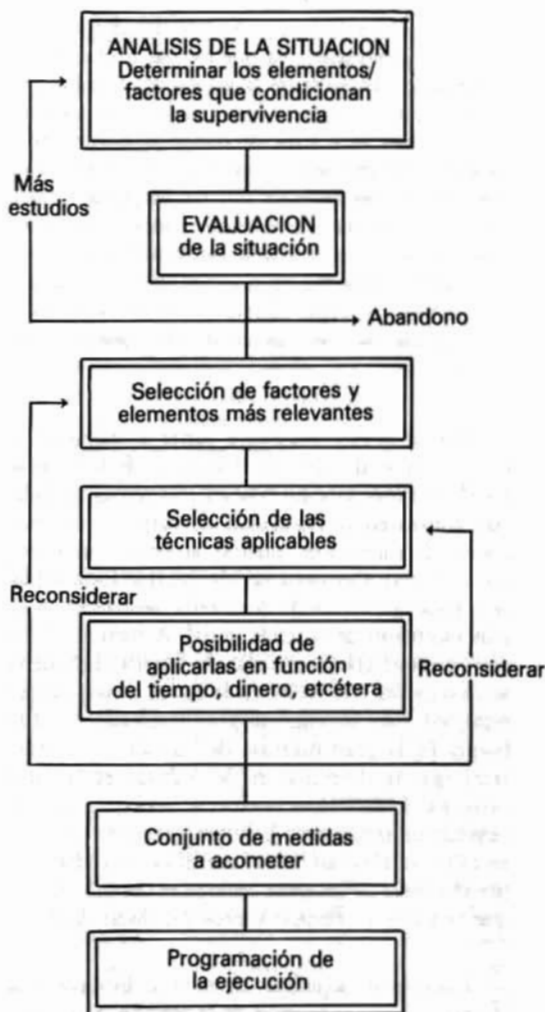 ANALISIS DE LA SITUACION
Determinar los elementos/
factores que condicionan
la supervivencia
Más
estudios
EVALUACION
de la situación
Abandono
Selección de factores y
elementos más relevantes
Selección de las
técnicas aplicables
Reconsiderar
Posibilidad de
aplicarlas en función
del tiempo, dinero, etcétera
Reconsiderar
Conjunto de medidas
a acometer
Programación de
la ejecución